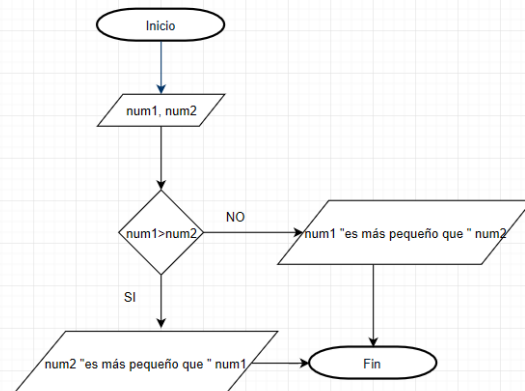 Inicio
num1, num2
num1>num2
NO
num1 "es más pequeño que " num2
SI
num2 "es más pequeño que " num1
Fin